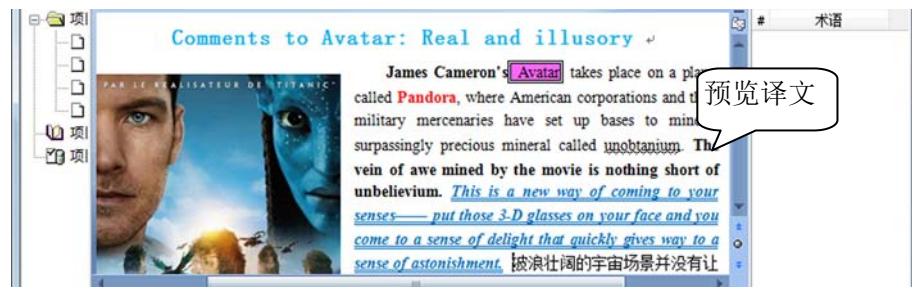 项
项
项
# 术语
Comments to Avatar: Real and illusory
PAR LE REALISATEUR DE "TITANIC"
James Cameron's Avatar takes place on a
called Pandora, where American corporations and
military mercenaries have set up bases to
surpassingly precious mineral called unobtanium.
vein of awe mined by the movie is nothing short of
unbelievium. This is a new way of coming to your
senses—— put those 3-D glasses on your face and you
come to a sense of delight that quickly gives way to a
sense of astonishment. 波浪壮阔的宇宙场景并没有让
预览译文